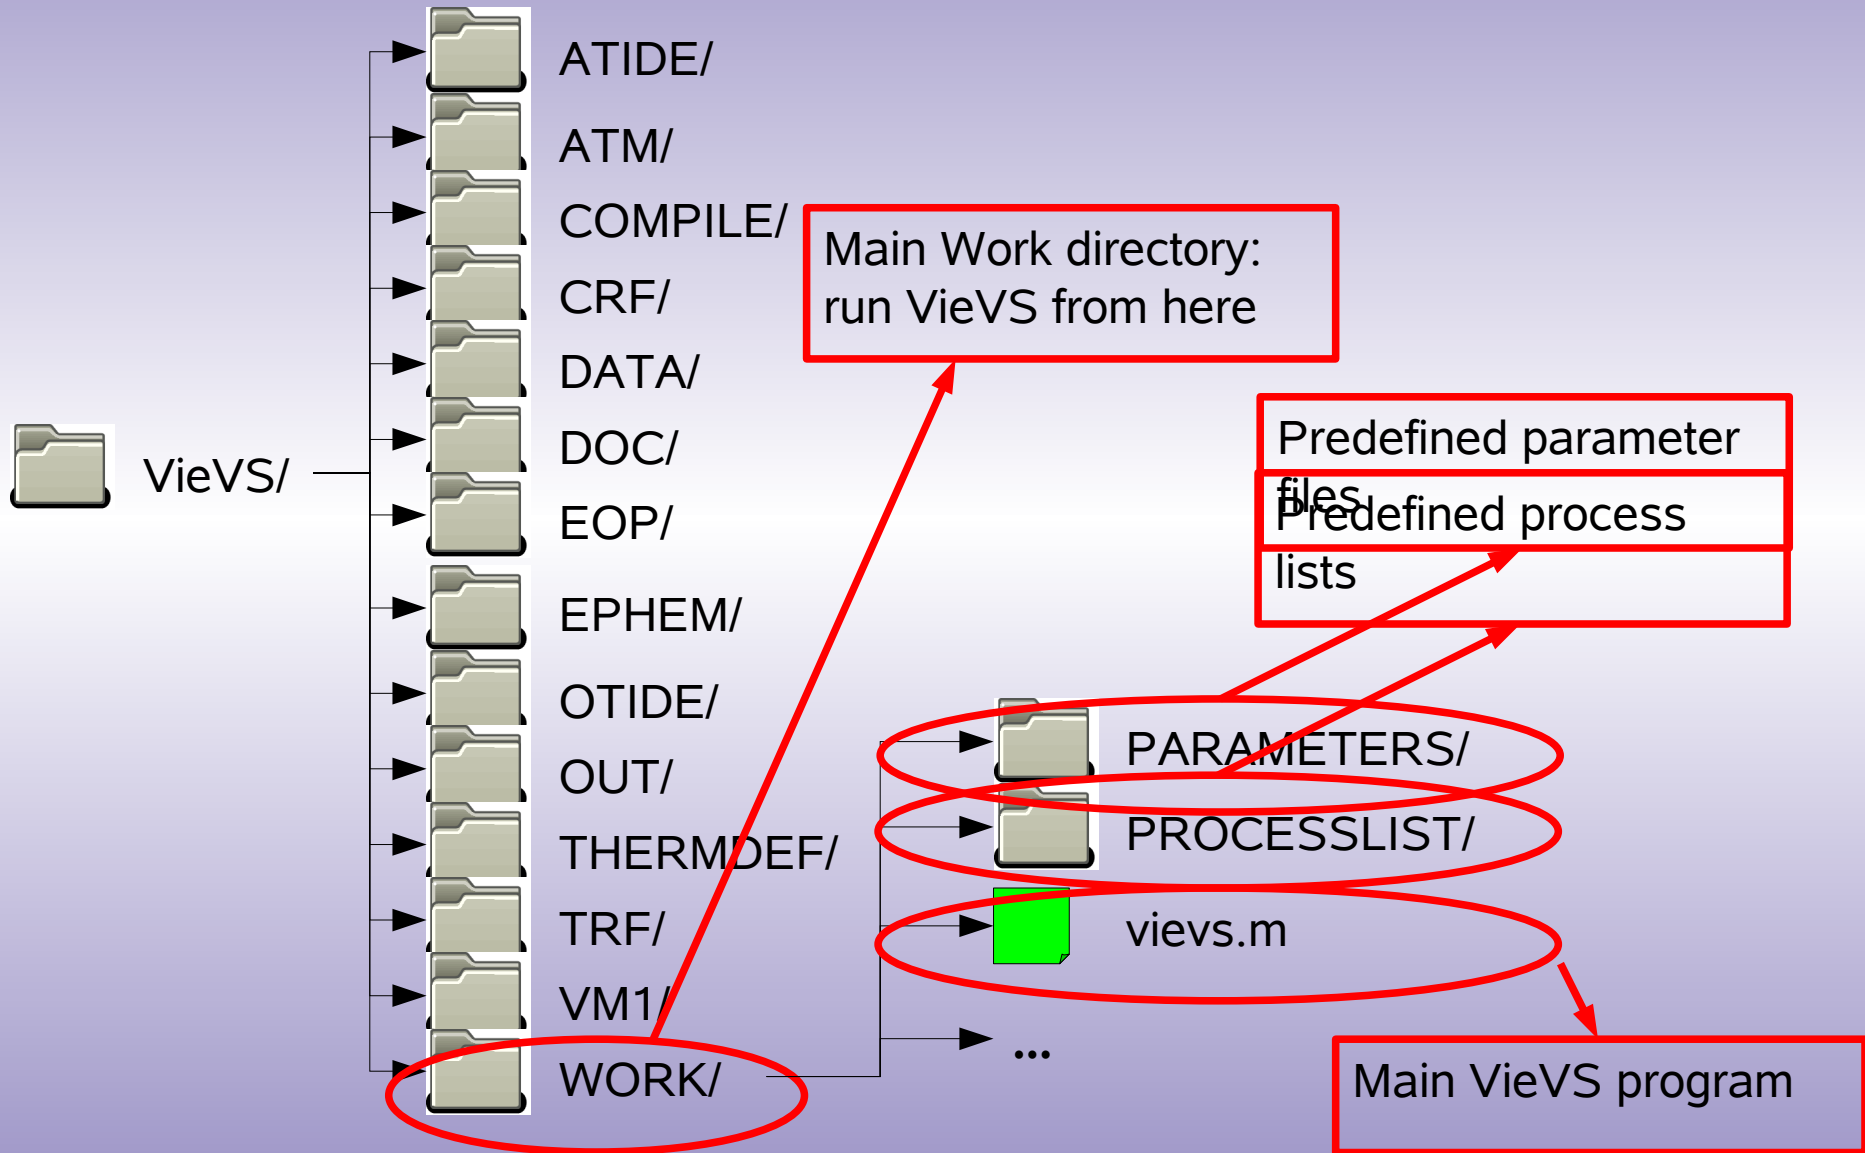 ATIDE/
ATM/
COMPILE/
CRF/
DATA/
DOC/
VieVS/
EOP/
EPHEM/
OTIDE/
OUT/
THERMDEF/
TRF/
VM1/
WORK/
Main Work directory:
run VieVS from here
Predefined parameter
files
Predefined process
lists
PARAMETERS/
PROCESSLIST/
vievs.m
...
Main VieVS program